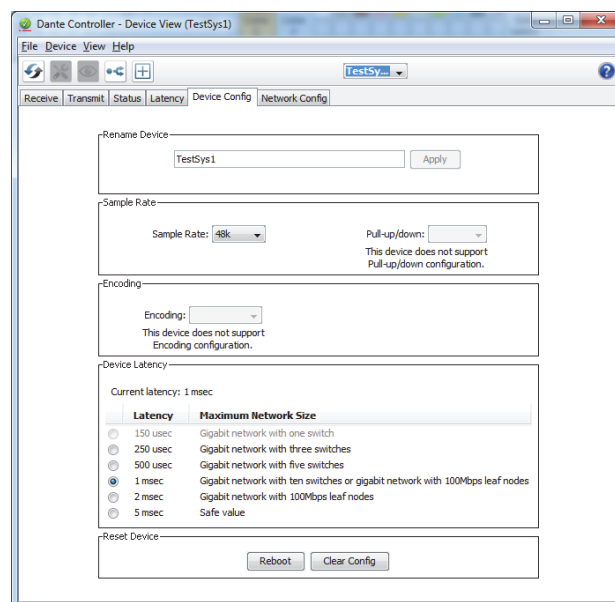 Dante Controller - Device View (TestSys1)
File Device View Help
TestSy...
Receive Transmit Status Latency Device Config Network Config
Rename Device
TestSys1 Apply
Sample Rate
Sample Rate: 48k Pull-up/down:
This device does not support
Pull-up/down configuration.
Encoding
Encoding:
This device does not support
Encoding configuration.
Device Latency
Current latency: 1 msec
Latency Maximum Network Size
150 usec Gigabit network with one switch
250 usec Gigabit network with three switches
500 usec Gigabit network with five switches
1 msec Gigabit network with ten switches or gigabit network with 100Mbps leaf nodes
2 msec Gigabit network with 100Mbps leaf nodes
5 msec Safe value
Reset Device
Reboot Clear Config